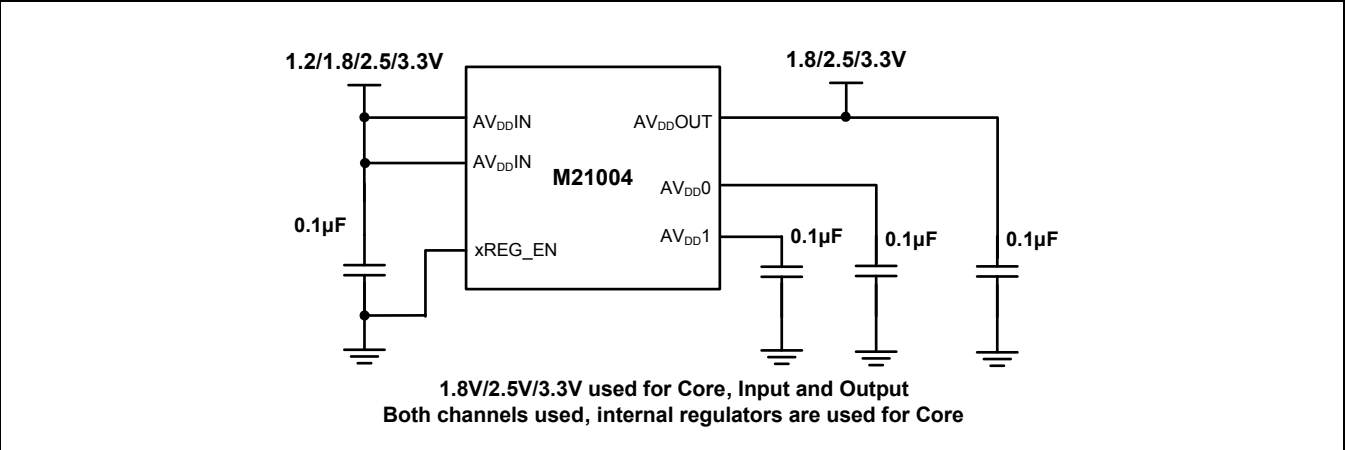 1.2/1.8/2.5/3.3V
1.8/2.5/3.3V
AVDDIN
AVDDOUT
AVDDIN
M21004
AVDD0
0.1µF
AVDD1
0.1µF
0.1µF
0.1µF
xREG_EN
1.8V/2.5V/3.3V used for Core, Input and Output
Both channels used, internal regulators are used for Core